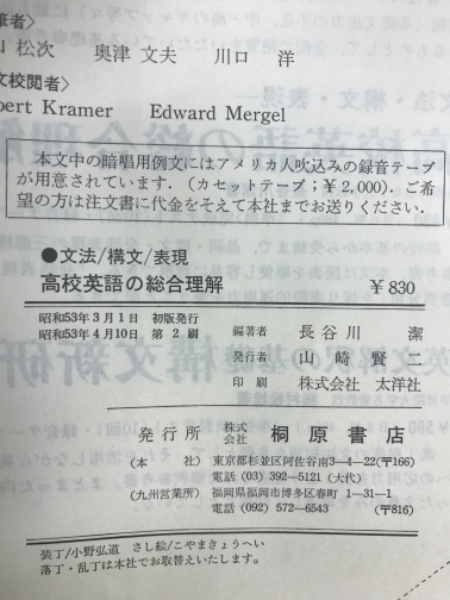 筆者〉
山 松次　　奥津 文夫　　川口　洋
文校閲者〉
bert Kramer　　Edward Mergel
本文中の暗唱用例文にはアメリカ人吹込みの録音テープ
が用意されています．（カセットテープ；￥2,000）．ご希
望の方は注文書に代金をそえて本社までお送りください．
●文法/構文/表現
高校英語の総合理解　　￥830
昭和53年3月1日　初版発行
昭和53年4月10日　第2刷
編著者　長谷川　潔
発行者　山崎賢二
印刷　株式会社 太洋社
発行所　株式会社　桐原書店
（本　社）　東京都杉並区阿佐谷南3-4-22(〒166)
電話 (03) 392-5121（大代）
（九州営業所）　福岡県福岡市博多区春町 1-31-1
電話 (092) 572-6543　　(〒816)
装丁/小野弘道　さし絵/こやまきょうへい
落丁・乱丁は本社でお取替えいたします。